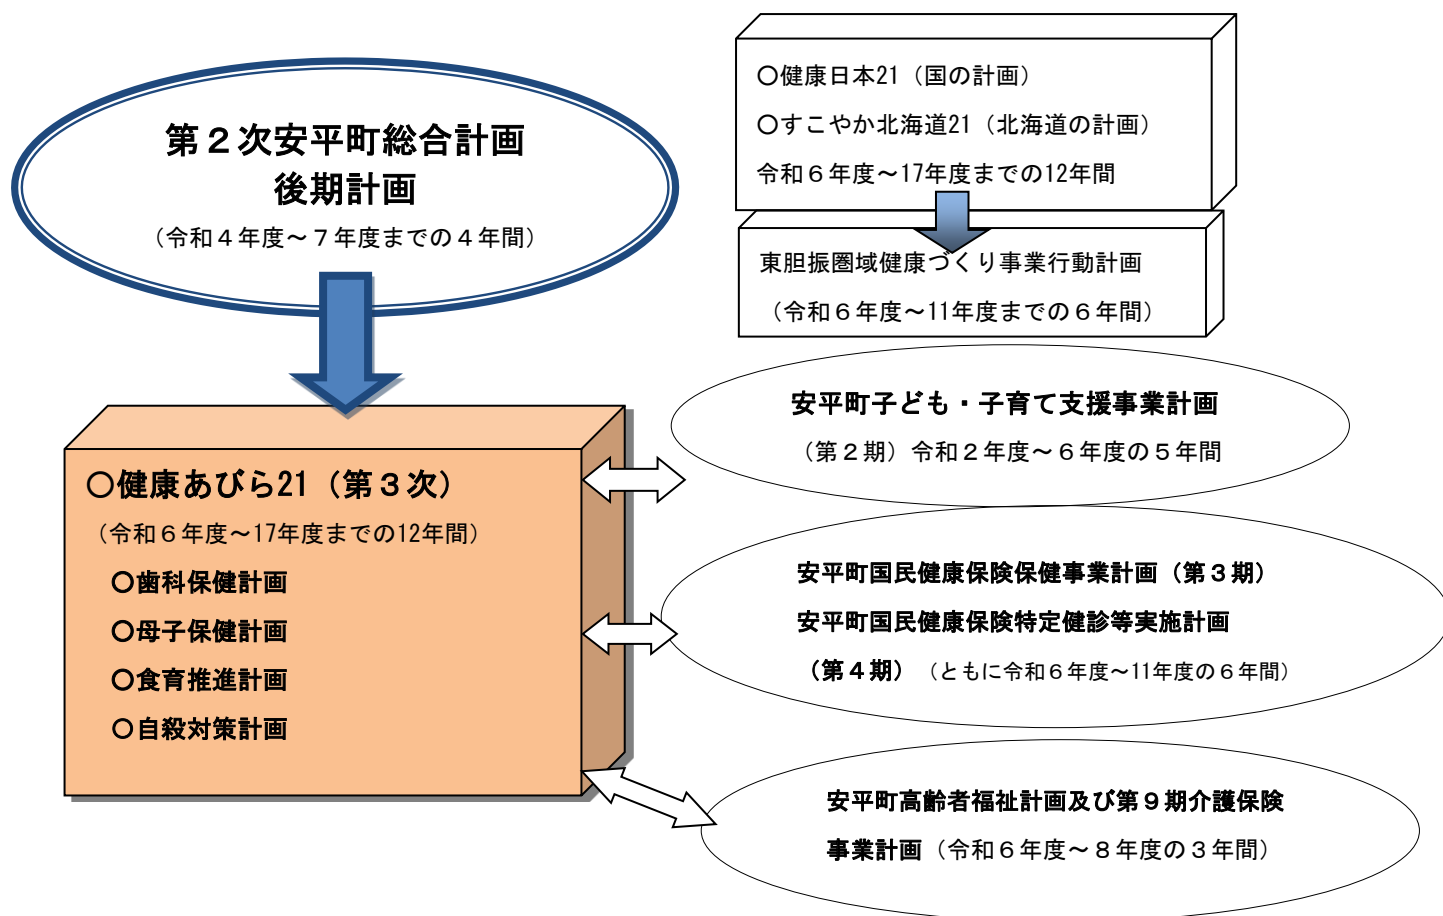 第２次安平町総合計画
後期計画
（令和４年度～７年度までの４年間）
〇健康日本21（国の計画）
〇すこやか北海道21（北海道の計画）
令和６年度～17年度までの12年間
東胆振圏域健康づくり事業行動計画
（令和６年度～11年度までの６年間）
〇健康あびら21（第３次）
（令和６年度～17年度までの12年間）
〇歯科保健計画
〇母子保健計画
〇食育推進計画
〇自殺対策計画
安平町子ども・子育て支援事業計画
（第２期）令和２年度～６年度の５年間
安平町国民健康保険保健事業計画（第３期）
安平町国民健康保険特定健診等実施計画
（第４期）（ともに令和６年度～11年度の６年間）
安平町高齢者福祉計画及び第９期介護保険
事業計画（令和６年度～８年度の３年間）